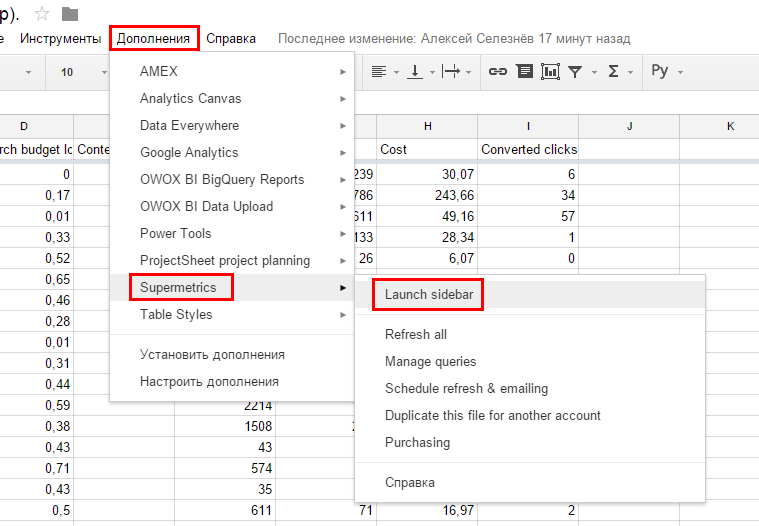 р).
е Инструменты Дополнения Справка Последнее изменение: Алексей Селезнёв 17 минут назад
10 Σ Ру
D H I J K
rch budget lo Conte Cost Converted clicks
0 239 30,07 6
0,17 786 243,66 34
0,01 611 49,16 57
0,33 133 28,34 1
0,52 26 6,07 0
0,65
0,46
0,28
0,01
0,31
0,44
0,59 2214
0,38 1508 2
0,43 43
0,71 574
0,43 35
0,5 611 71 16,97 2
AMEX
Analytics Canvas
Data Everywhere
Google Analytics
OWOX BI BigQuery Reports
OWOX BI Data Upload
Power Tools
ProjectSheet project planning
Supermetrics
Table Styles
Установить дополнения
Настроить дополнения
Launch sidebar
Refresh all
Manage queries
Schedule refresh & emailing
Duplicate this file for another account
Purchasing
Справка